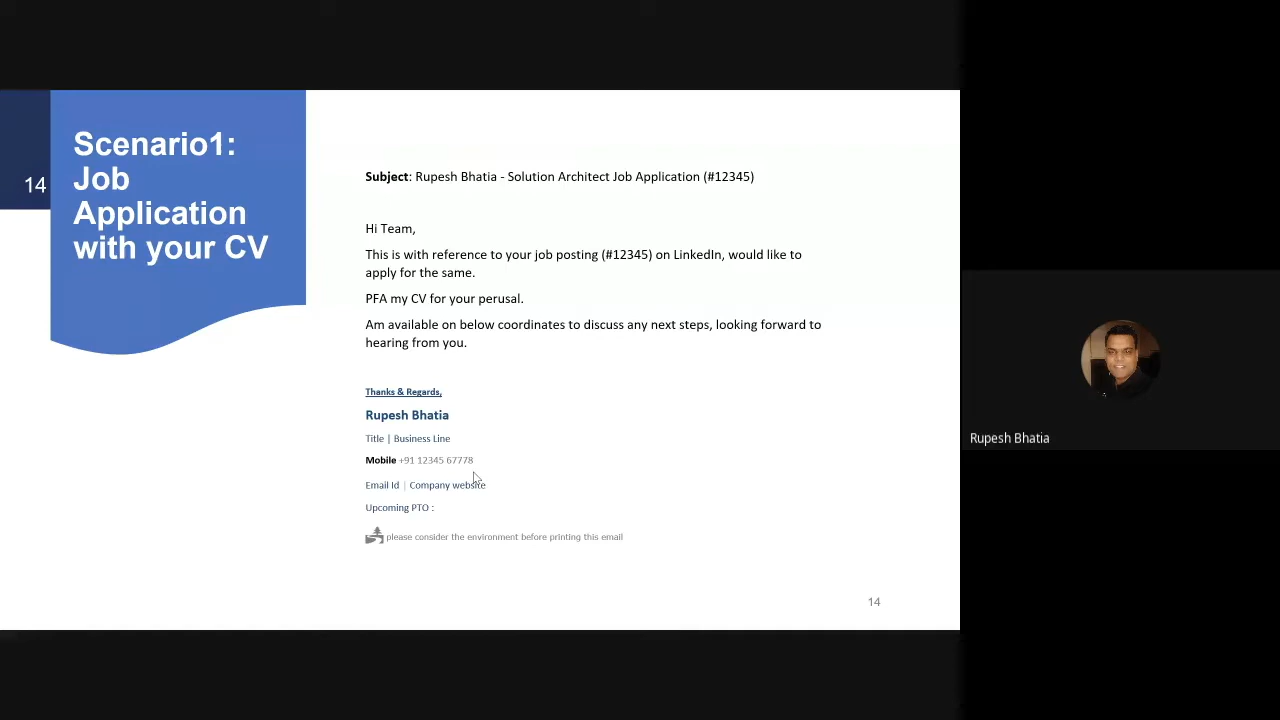 14
Scenario1:
Job
Application
with your CV
Subject: Rupesh Bhatia - Solution Architect Job Application (#12345)
Hi Team,
This is with reference to your job posting (#12345) on LinkedIn, would like to
apply for the same.
PFA my CV for your perusal.
Am available on below coordinates to discuss any next steps, looking forward to
hearing from you.
Thanks & Regards,
Rupesh Bhatia
Title | Business Line
Mobile +91 12345 67778
Email Id | Company website
Upcoming PTO :
please consider the environment before printing this email
14
Rupesh Bhatia